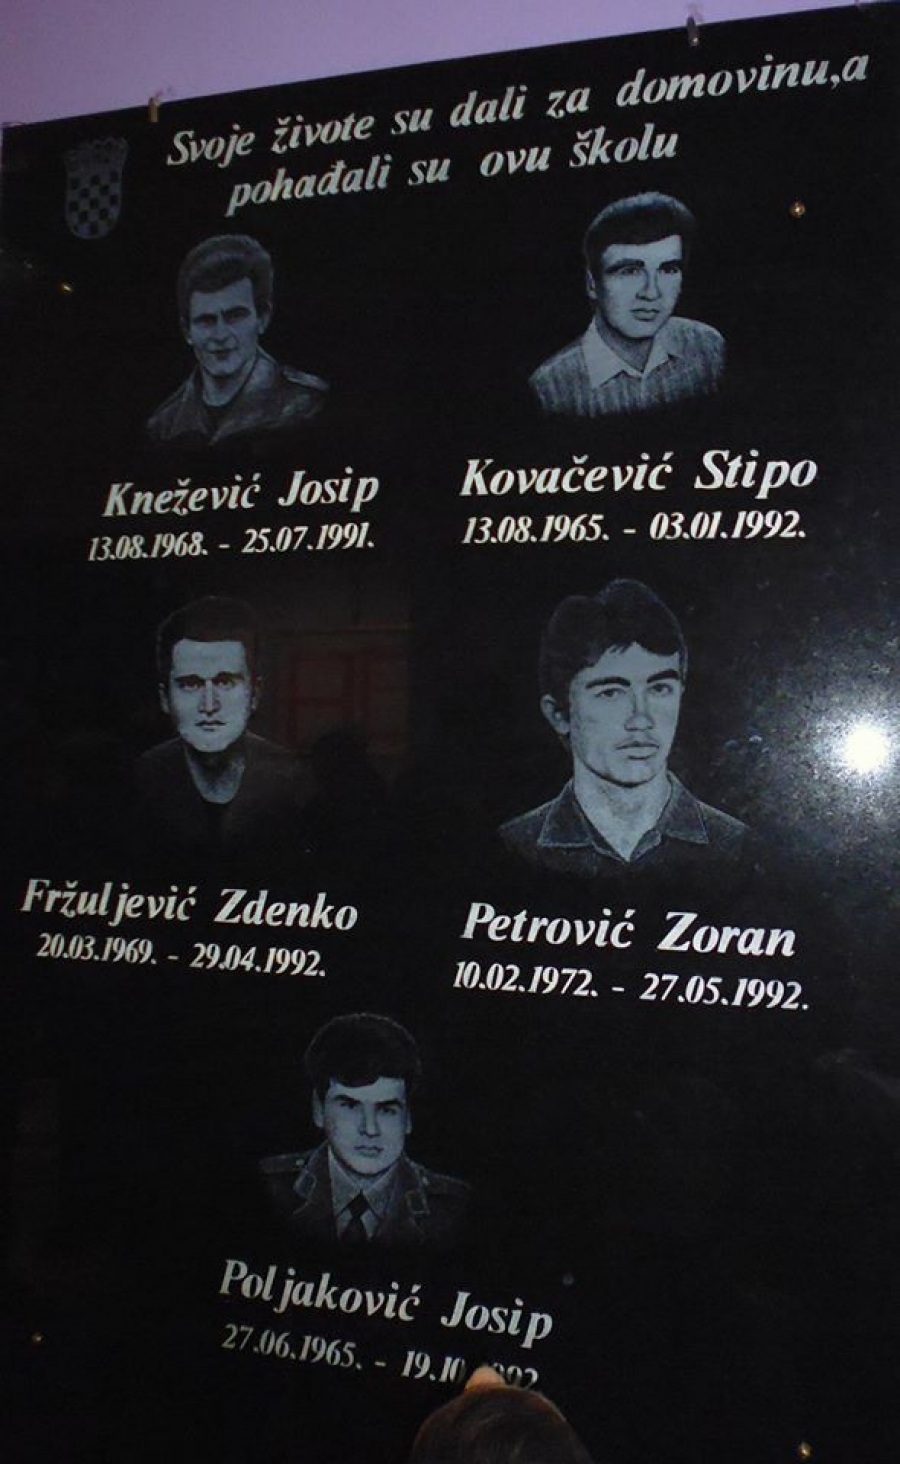 Svoje živote su dali za domovinu,a
pohađali su ovu školu
Knežević Josip
13.08.1968. - 25.07.1991.
Kovačević Stipo
13.08.1965. - 03.01.1992.
Fržuljević Zdenko
20.03.1969. - 29.04.1992.
Petrović Zoran
10.02.1972. - 27.05.1992.
Poljaković Josip
27.06.1965. - 19.10